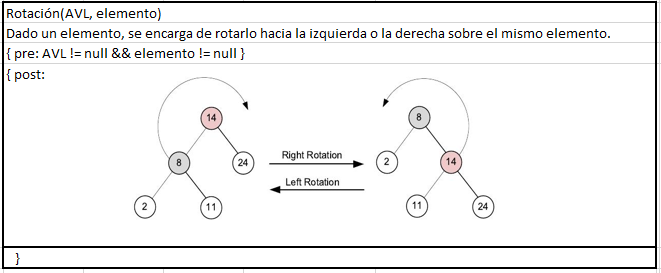 Rotación(AVL, elemento)
Dado un elemento, se encarga de rotarlo hacia la izquierda o la derecha sobre el mismo elemento.
{ pre: AVL != null && elemento != null }
{ post:
14
8
24
2
11
Right Rotation
Left Rotation
8
2
14
11
24
}